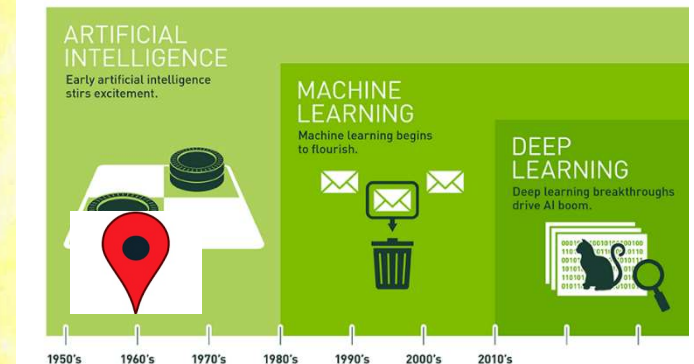 ARTIFICIAL
INTELLIGENCE
Early artificial intelligence
stirs excitement.
MACHINE
LEARNING
Machine learning begins
to flourish.
DEEP
LEARNING
Deep learning breakthroughs
drive AI boom.
1950's 1960's 1970's 1980's 1990's 2000's 2010's